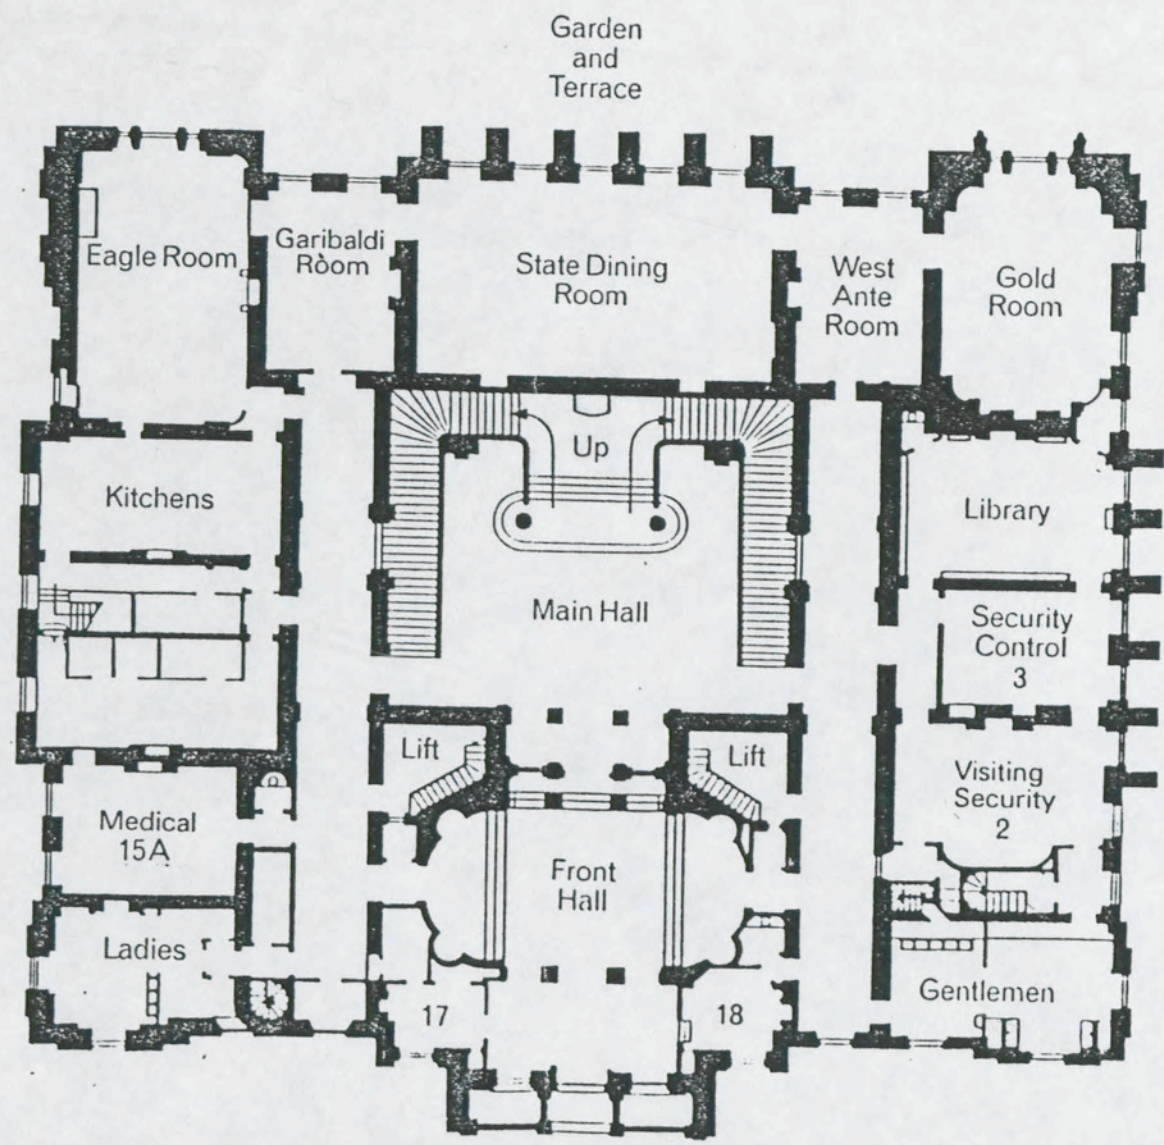 Garden
and
Terrace
Eagle Room
Garibaldi
Room
State Dining
Room
West
Ante
Room
Gold
Room
Up
Kitchens
Library
Main Hall
Security
Control
3
Lift
Lift
Visiting
Security
2
Medical
15A
Front
Hall
Ladies
Gentlemen
17
18